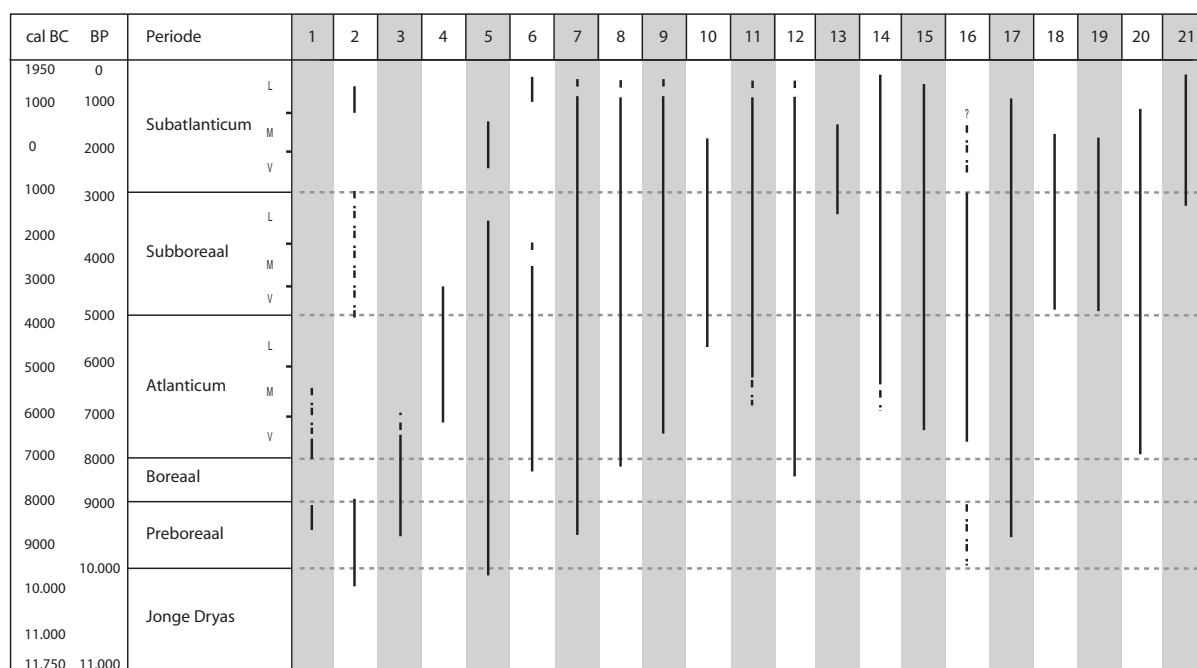 cal BC BP Periode 1 2 3 4 5 6 7 8 9 10 11 12 13 14 15 16 17 18 19 20 21
1950 0
L
1000 1000
?
Subatlanticum M
0 2000
V
1000 3000
L
2000
Subboreaal
4000 M
3000
V
4000 5000
L
5000 6000
Atlanticum M
6000 7000
V
7000 8000
Boreaal
8000 9000
Preboreaal
9000
10.000
10.000
Jonge Dryas
11.000
11.750 11.000